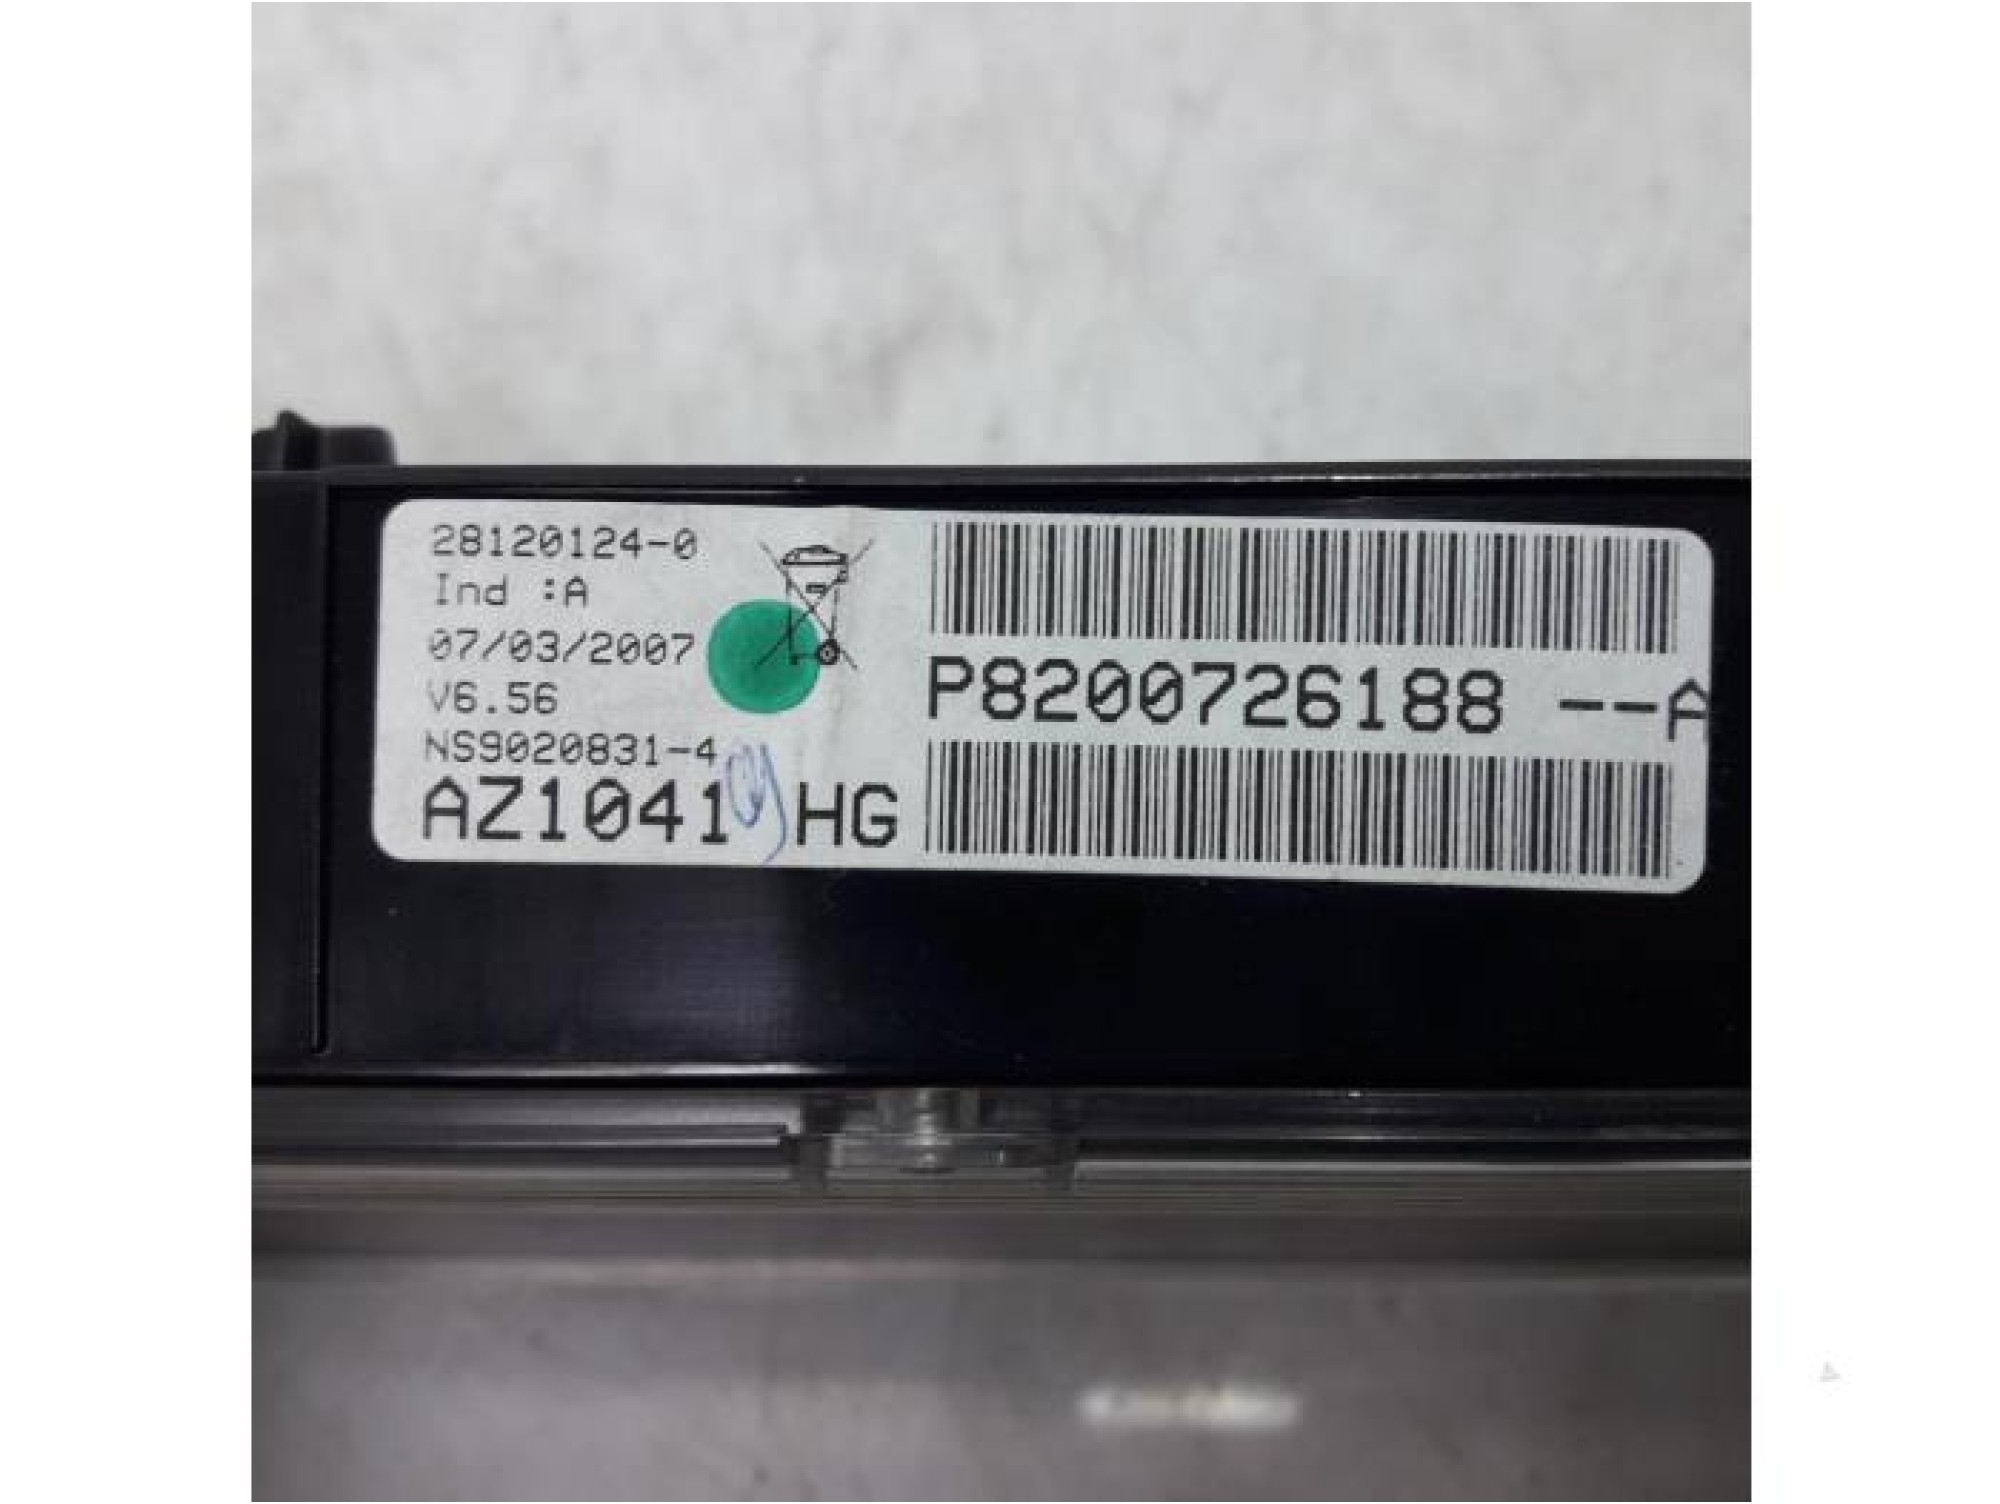 28120124-0
Ind :A
07/03/2007
V6.56
NS9020831-4
AZ1041 HG
P8200726188 --A